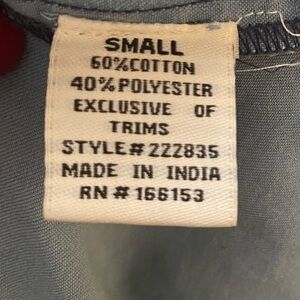 SMALL
60%COTTON
40%POLYESTER
EXCLUSIVE OF
TRIMS
STYLE#222835
MADE IN INDIA
RN#166153